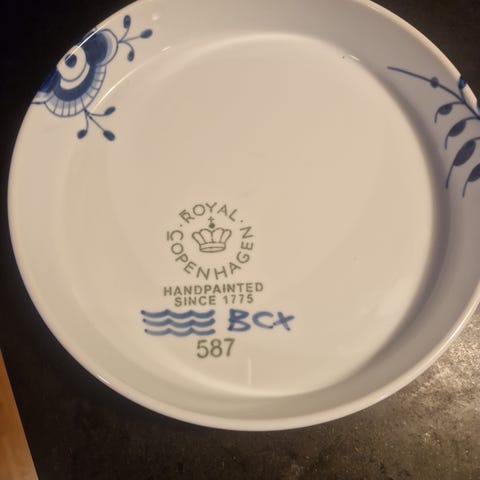 ROYAL COPENHAGEN
HANDPAINTED
SINCE 1775
BCX
587